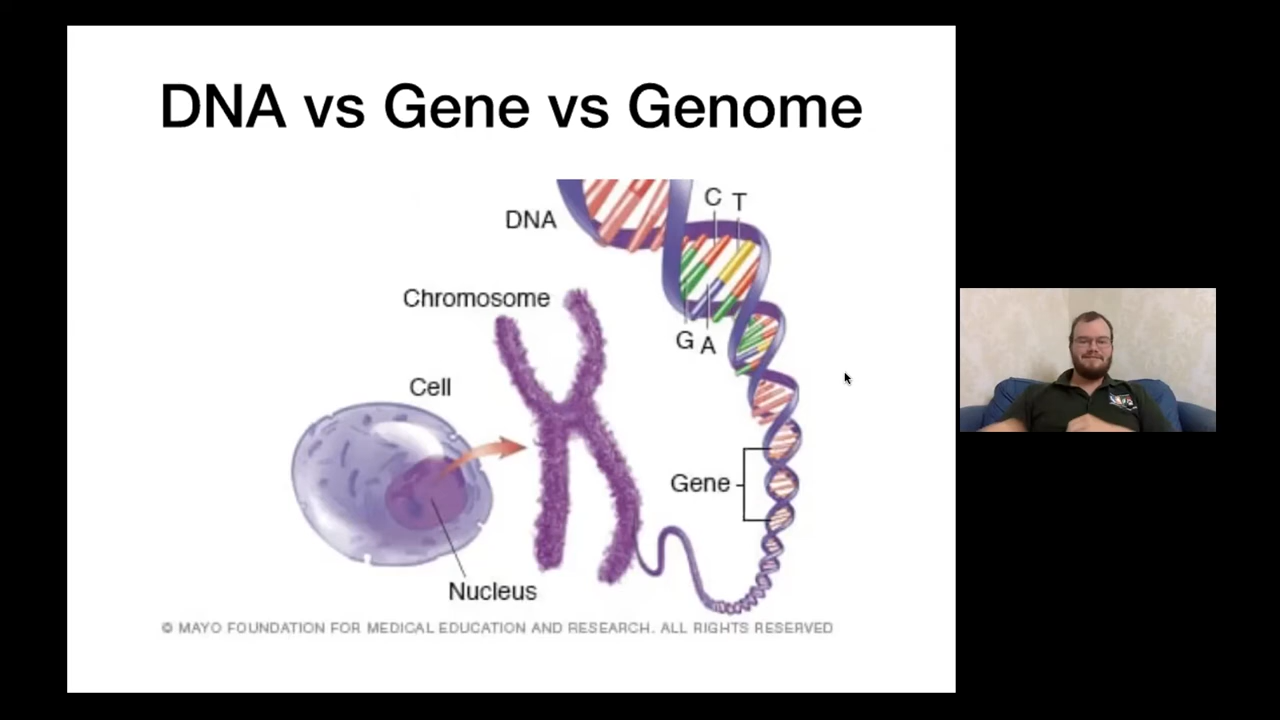 DNA vs Gene vs Genome
C T
DNA
Chromosome
G A
Cell
Gene
Nucleus
© MAYO FOUNDATION FOR MEDICAL EDUCATION AND RESEARCH. ALL RIGHTS RESERVED